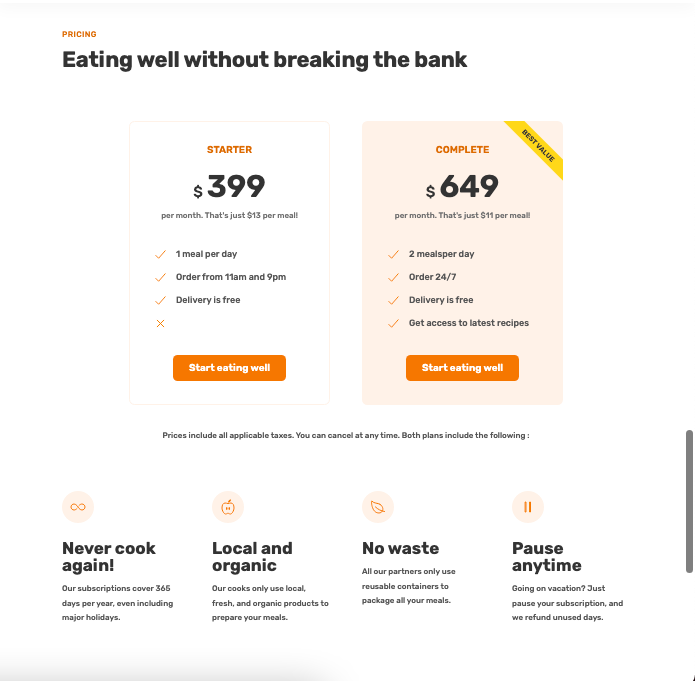 PRICING
Eating well without breaking the bank
STARTER
$ 399
per month. That's just $13 per meal!
1 meal per day
Order from 11am and 9pm
Delivery is free
Start eating well
BEST VALUE
COMPLETE
$ 649
per month. That's just $11 per meal!
2 mealsper day
Order 24/7
Delivery is free
Get access to latest recipes
Start eating well
Prices include all applicable taxes. You can cancel at any time. Both plans include the following :
Never cook
again!
Our subscriptions cover 365
days per year, even including
major holidays.
Local and
organic
Our cooks only use local,
fresh, and organic products to
prepare your meals.
No waste
All our partners only use
reusable containers to
package all your meals.
Pause
anytime
Going on vacation? Just
pause your subscription, and
we refund unused days.